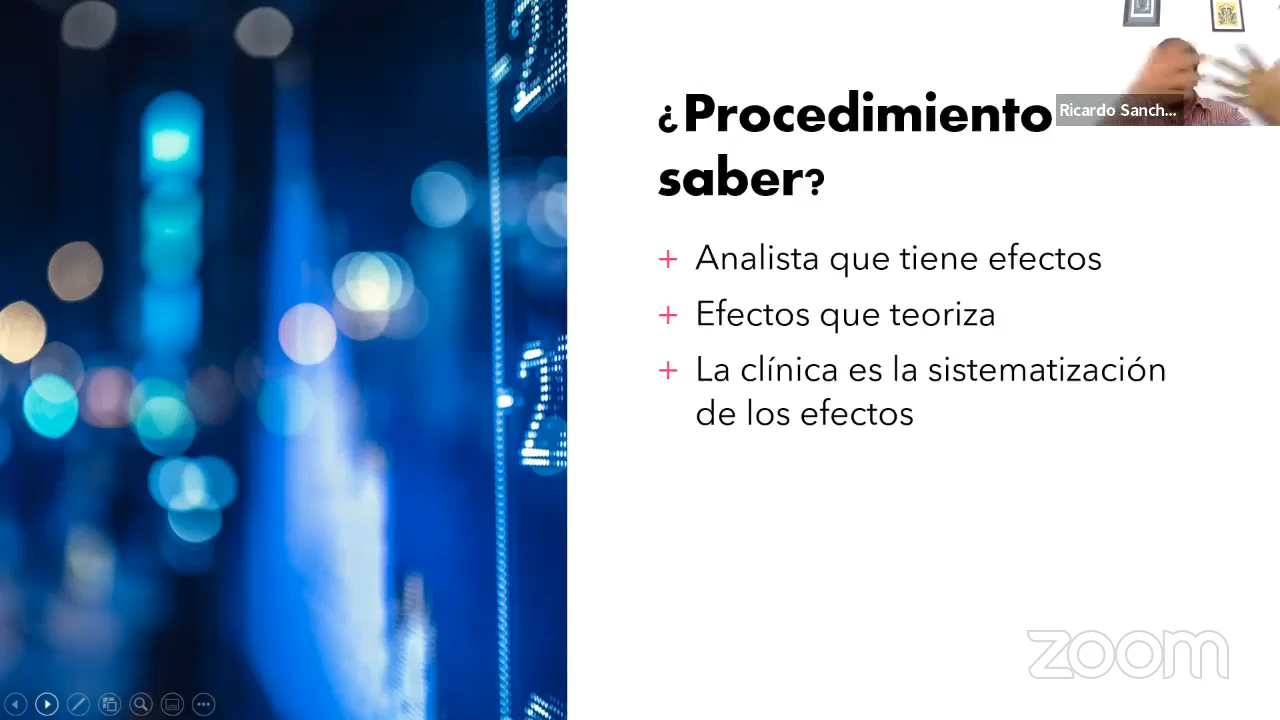 ¿Procedimiento
saber?
Ricardo Sanch...
+ Analista que tiene efectos
+ Efectos que teoriza
+ La clínica es la sistematización
de los efectos
zoom